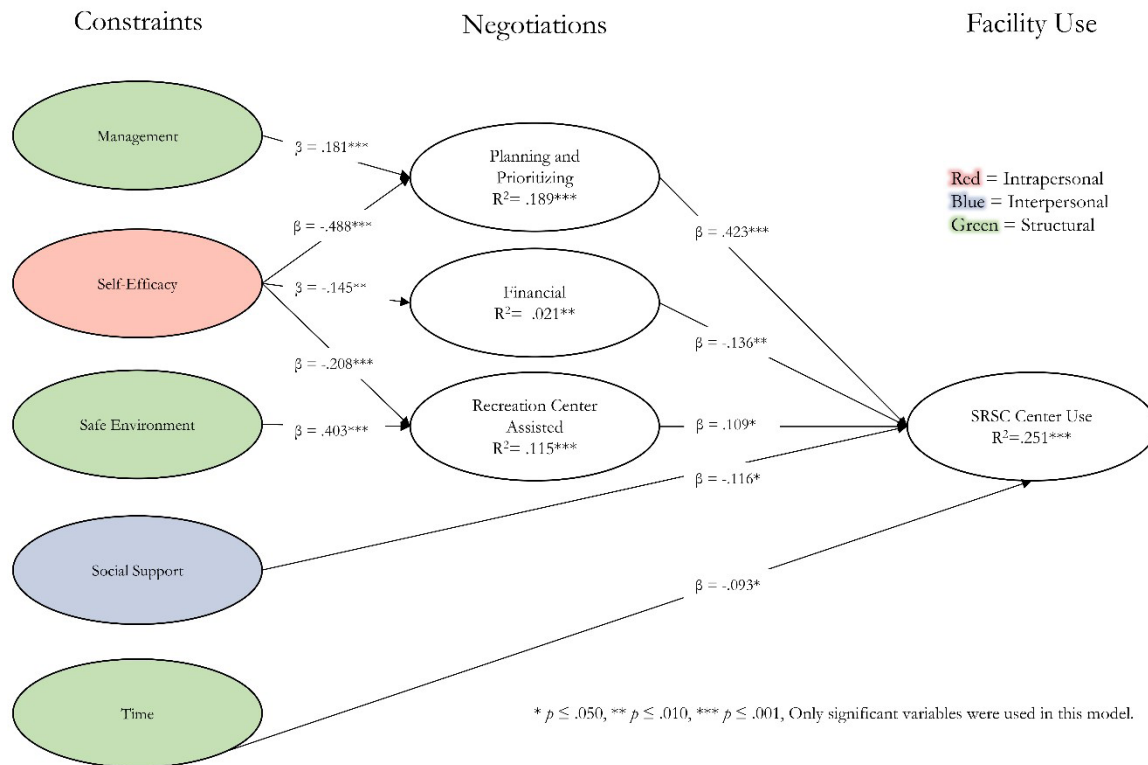 Constraints
Negotiations
Facility Use
Management
β = .181***
Planning and
Prioritizing
R²= .189***
Red = Intrapersonal
Blue = Interpersonal
Green = Structural
β = -.488***
β = .423***
Self-Efficacy
β = -.145**
Financial
R²= .021**
β = -.136**
β = -.208***
Safe Environment
β = .403***
Recreation Center
Assisted
R²= .115***
β = .109*
SRSC Center Use
R²=.251***
β = -.116*
Social Support
β = -.093*
Time
* p ≤ .050, ** p ≤ .010, *** p ≤ .001, Only significant variables were used in this model.